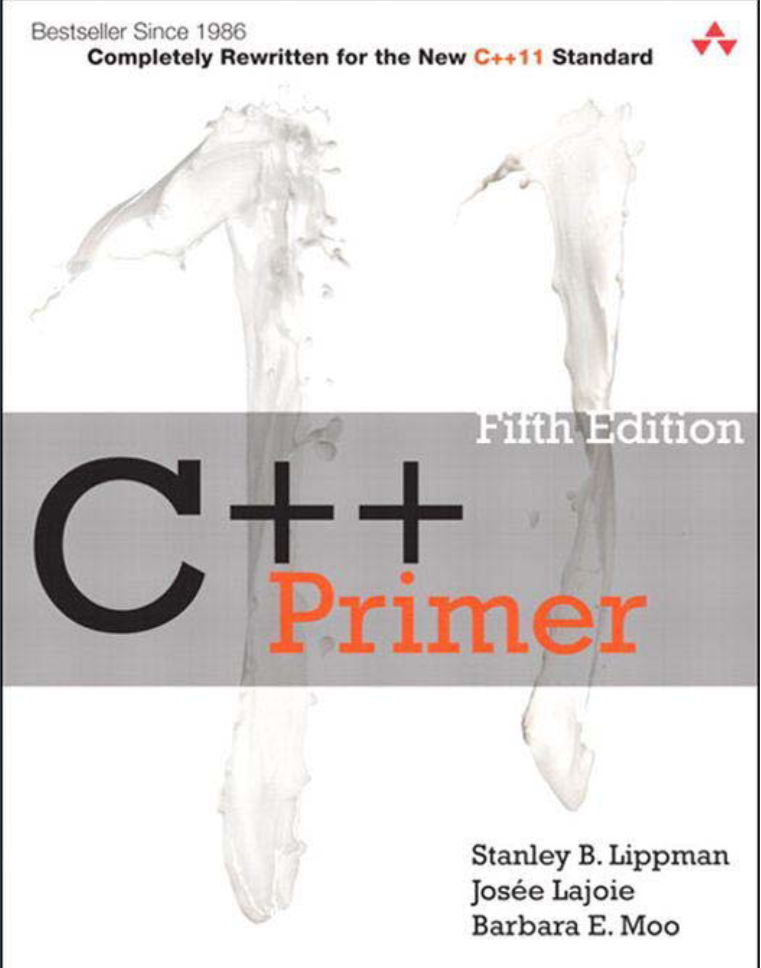 Bestseller Since 1986
Completely Rewritten for the New C++11 Standard
Fifth Edition
C++
Primer
Stanley B. Lippman
Josée Lajoie
Barbara E. Moo